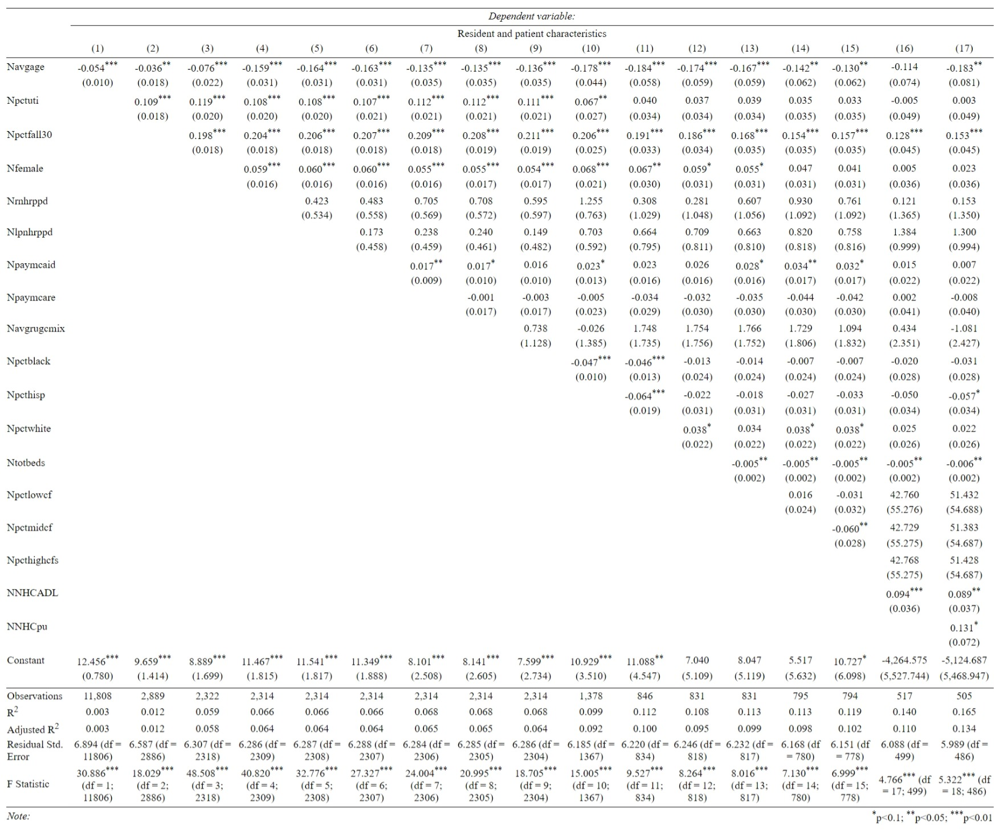 Dependent variable:
Resident and patient characteristics
(1) (2) (3) (4) (5) (6) (7) (8) (9) (10) (11) (12) (13) (14) (15) (16) (17)
Navgage -0.054*** -0.036** -0.076*** -0.159*** -0.164*** -0.163*** -0.135*** -0.135*** -0.136*** -0.178*** -0.184*** -0.174*** -0.167*** -0.142** -0.130** -0.114 -0.183**
(0.010) (0.018) (0.022) (0.031) (0.031) (0.031) (0.035) (0.035) (0.035) (0.044) (0.058) (0.059) (0.059) (0.062) (0.062) (0.074) (0.081)
Npctuti 0.109*** 0.119*** 0.108*** 0.108*** 0.107*** 0.112*** 0.112*** 0.111*** 0.067** 0.040 0.037 0.039 0.035 0.033 -0.005 0.003
(0.018) (0.020) (0.020) (0.020) (0.021) (0.021) (0.021) (0.021) (0.027) (0.034) (0.034) (0.034) (0.035) (0.035) (0.049) (0.049)
Npctfall30 0.198*** 0.204*** 0.206*** 0.207*** 0.209*** 0.208*** 0.211*** 0.206*** 0.191*** 0.186*** 0.168*** 0.154*** 0.157*** 0.128*** 0.153***
(0.018) (0.018) (0.018) (0.018) (0.018) (0.019) (0.019) (0.025) (0.033) (0.034) (0.035) (0.035) (0.035) (0.045) (0.045)
Nfemale 0.059*** 0.060*** 0.060*** 0.055*** 0.055*** 0.054*** 0.068*** 0.067** 0.059* 0.055* 0.047 0.041 0.005 0.023
(0.016) (0.016) (0.016) (0.016) (0.017) (0.017) (0.021) (0.030) (0.031) (0.031) (0.031) (0.031) (0.036) (0.036)
Nrnhrppd 0.423 0.483 0.705 0.708 0.595 1.255 0.308 0.281 0.607 0.930 0.761 0.121 0.153
(0.534) (0.558) (0.569) (0.572) (0.597) (0.763) (1.029) (1.048) (1.056) (1.092) (1.092) (1.365) (1.350)
Nlpnhrppd 0.173 0.238 0.240 0.149 0.703 0.664 0.709 0.663 0.820 0.758 1.384 1.300
(0.458) (0.459) (0.461) (0.482) (0.592) (0.795) (0.811) (0.810) (0.818) (0.816) (0.999) (0.994)
Npaymcaid 0.017** 0.017* 0.016 0.023* 0.023 0.026 0.028* 0.034** 0.032* 0.015 0.007
(0.009) (0.010) (0.010) (0.013) (0.016) (0.016) (0.016) (0.017) (0.017) (0.022) (0.022)
Npaymcare -0.001 -0.003 -0.005 -0.034 -0.032 -0.035 -0.044 -0.042 0.002 -0.008
(0.017) (0.017) (0.023) (0.029) (0.030) (0.030) (0.030) (0.030) (0.041) (0.040)
Navgrugcmix 0.738 -0.026 1.748 1.754 1.766 1.729 1.094 0.434 -1.081
(1.128) (1.385) (1.735) (1.756) (1.752) (1.806) (1.832) (2.351) (2.427)
Npctblack -0.047*** -0.046*** -0.013 -0.014 -0.007 -0.007 -0.020 -0.031
(0.010) (0.013) (0.024) (0.024) (0.024) (0.024) (0.028) (0.028)
Npcthisp -0.064*** -0.022 -0.018 -0.027 -0.033 -0.050 -0.057*
(0.019) (0.031) (0.031) (0.031) (0.031) (0.034) (0.034)
Npctwhite 0.038* 0.034 0.038* 0.038* 0.025 0.022
(0.022) (0.022) (0.022) (0.022) (0.026) (0.026)
Ntotbeds -0.005** -0.005** -0.005** -0.005** -0.006**
(0.002) (0.002) (0.002) (0.002) (0.002)
Npctlowcf 0.016 -0.031 42.760 51.432
(0.024) (0.032) (55.276) (54.688)
Npctmidcf -0.060** 42.729 51.383
(0.028) (55.275) (54.687)
Npcthighcfs 42.768 51.428
(55.275) (54.687)
NNHCADL 0.094*** 0.089**
(0.036) (0.037)
NNHCpu 0.131*
(0.072)
Constant 12.456*** 9.659*** 8.889*** 11.467*** 11.541*** 11.349*** 8.101*** 8.141*** 7.599*** 10.929*** 11.088** 7.040 8.047 5.517 10.727* -4,264.575 -5,124.687
(0.780) (1.414) (1.699) (1.815) (1.817) (1.888) (2.508) (2.605) (2.734) (3.510) (4.547) (5.109) (5.119) (5.632) (6.098) (5,527.744) (5,468.947)
Observations 11,808 2,889 2,322 2,314 2,314 2,314 2,314 2,314 2,314 1,378 846 831 831 795 794 517 505
R2 0.003 0.012 0.059 0.066 0.066 0.066 0.068 0.068 0.068 0.099 0.112 0.108 0.113 0.113 0.119 0.140 0.165
Adjusted R2 0.003 0.012 0.058 0.064 0.064 0.064 0.065 0.065 0.064 0.092 0.100 0.095 0.099 0.098 0.102 0.110 0.134
Residual Std. 6.894 (df = 6.587 (df = 6.307 (df = 6.286 (df = 6.287 (df = 6.288 (df = 6.284 (df = 6.285 (df = 6.286 (df = 6.185 (df = 6.220 (df = 6.246 (df = 6.232 (df = 6.168 (df 6.151 (df 6.088 (df = 5.989 (df =
Error 11806) 2886) 2318) 2309) 2308) 2307) 2306) 2305) 2304) 1367) 834) 818) 817) = 780) = 778) 499) 486)
30.886*** 18.029*** 48.508*** 40.820*** 32.776*** 27.327*** 24.004*** 20.995*** 18.705*** 15.005*** 9.527*** 8.264*** 8.016*** 7.130*** 6.999*** 4.766*** (df 5.322*** (df
F Statistic (df = 1; (df = 2; (df = 3; (df = 4; (df = 5; (df = 6; (df = 7; (df = 8; (df = 9; (df = 10; (df = 11; (df = 12; (df = 13; (df = 14; (df = 15; = 17; 499) = 18; 486)
11806) 2886) 2318) 2309) 2308) 2307) 2306) 2305) 2304) 1367) 834) 818) 817) 780) 778)
Note: *p<0.1; **p<0.05; ***p<0.01